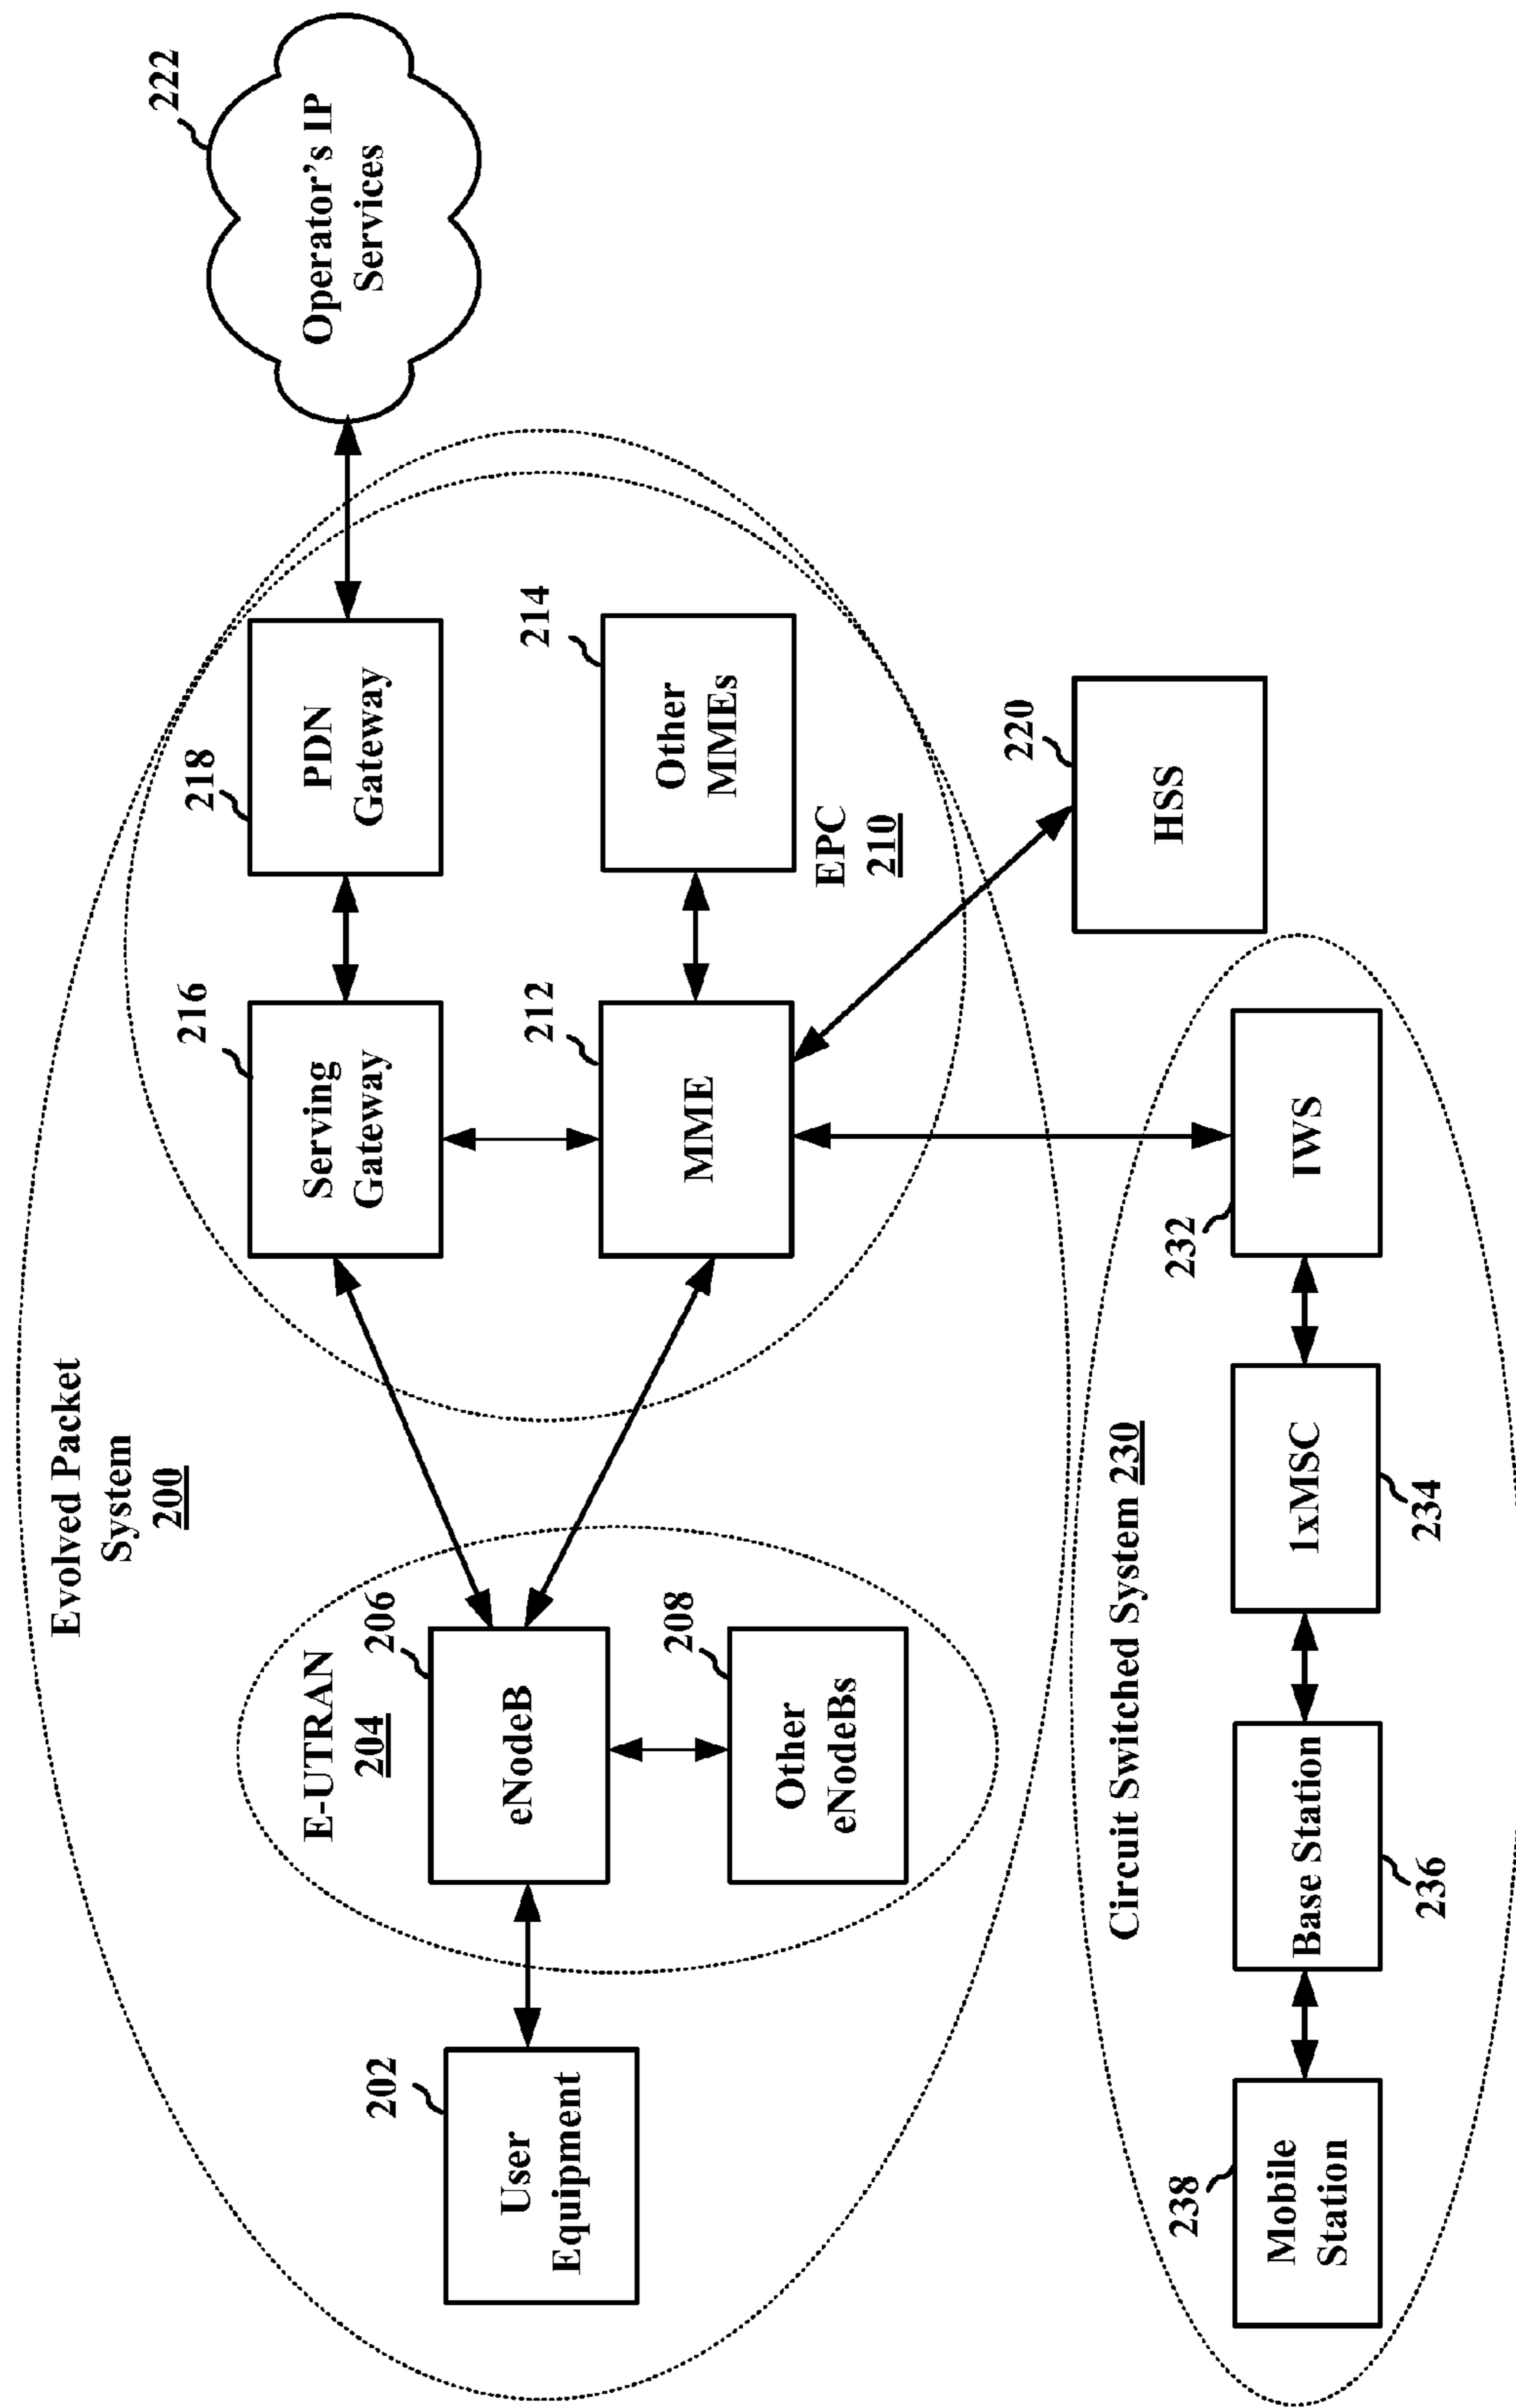 Evolved Packet
System
200
222
Operator's IP
Services
E-UTRAN
204
206
eNodeB
208
Other
eNodeBs
202
User
Equipment
216
Serving
Gateway
218
PDN
Gateway
212
MME
214
Other
MMEs
EPC
210
220
HSS
Circuit Switched System 230
238
Mobile
Station
Base Station
236
1xMSC
234
232
IWS